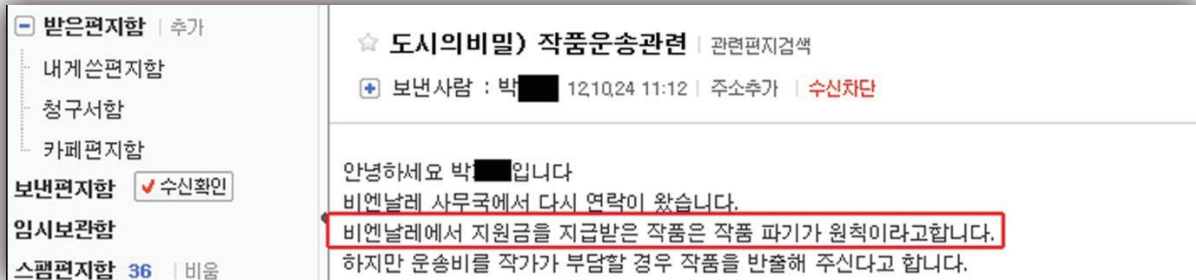 받은편지함 | 추가
내게쓴편지함
청구서함
카페편지함
보낸편지함 수신확인
임시보관함
스팸편지함 36 | 비움
도시의비밀) 작품운송관련 | 관련편지검색
보낸사람 : 박 12,10,24 11:12 | 주소추가 | 수신차단
안녕하세요 박 입니다
비엔날레 사무국에서 다시 연락이 왔습니다.
비엔날레에서 지원금을 지급받은 작품은 작품 파기가 원칙이라고합니다.
하지만 운송비를 작가가 부담할 경우 작품을 반출해 주신다고 합니다.